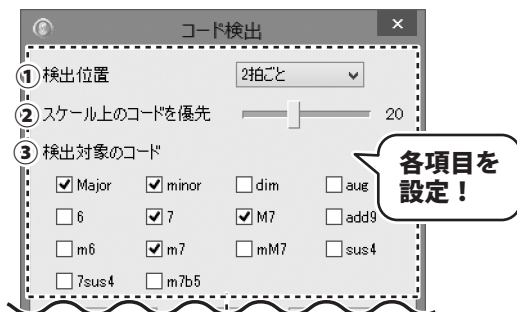 コード検出
① 検出位置 2拍ごと
② スケール上のコードを優先 20
③ 検出対象のコード
Major minor dim aug
6 7 M7 add9
m6 m7 mM7 sus4
7sus4 m7b5
各項目を
設定！